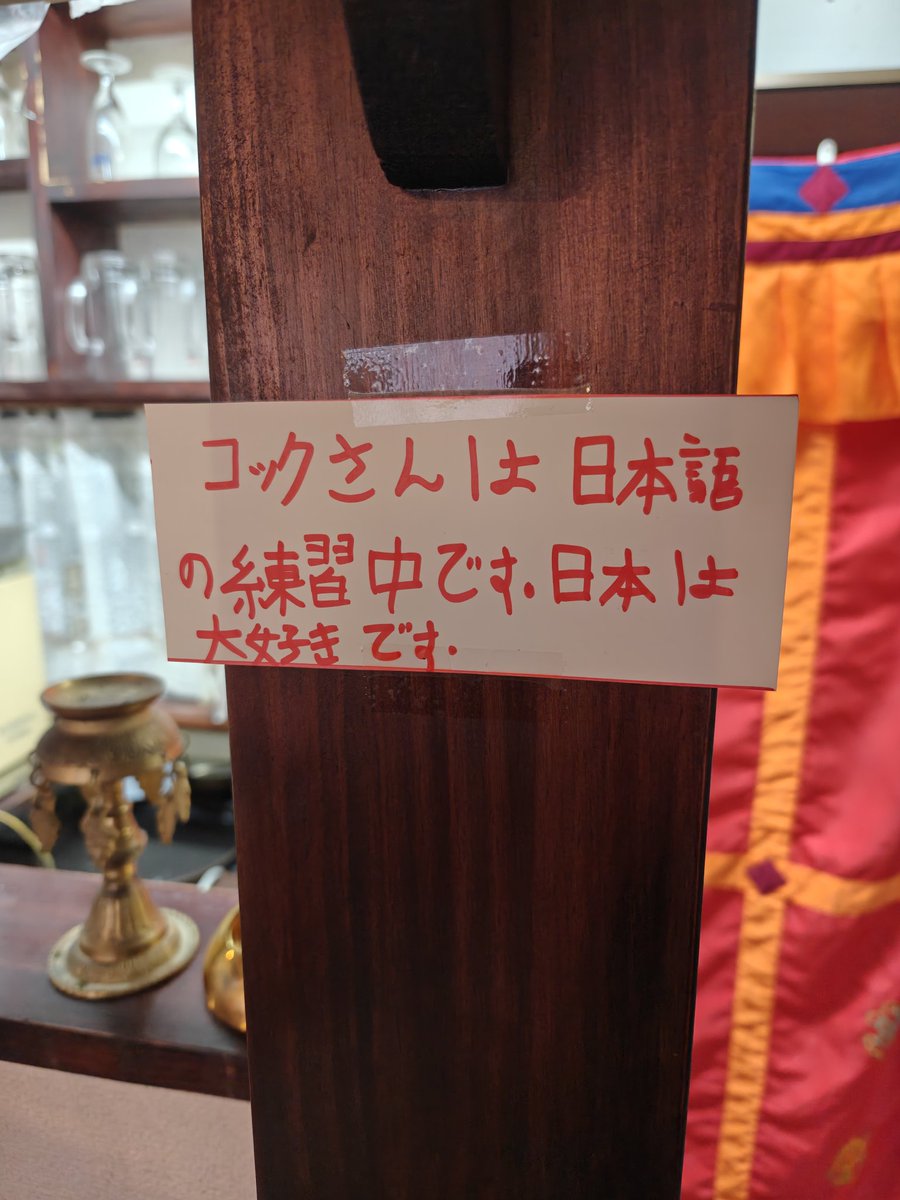 コックさんは日本語
の練習中です.日本は
大好きです.